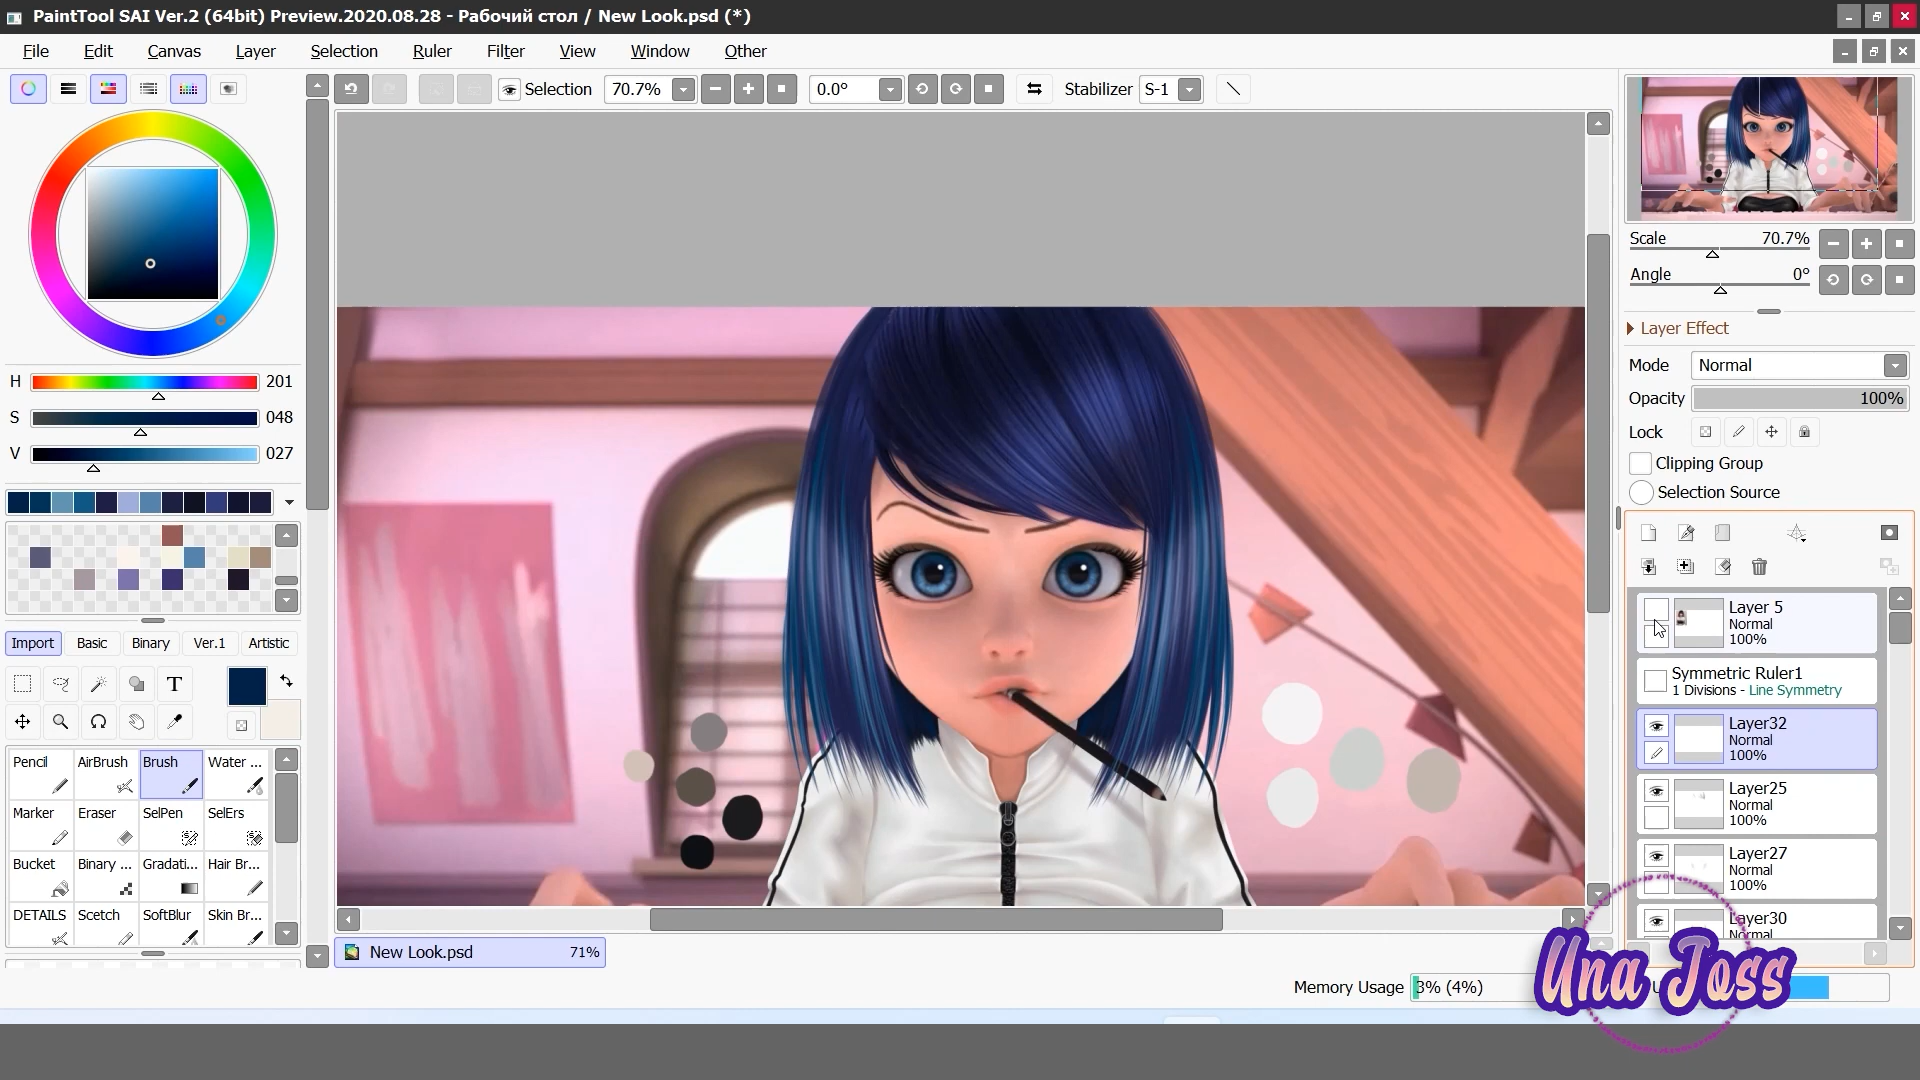 PaintTool SAI Ver.2 (64bit) Preview.2020.08.28 - Рабочий стол / New Look.psd (*)
File Edit Canvas Layer Selection Ruler Filter View Window Other
Selection 70.7% 0.0° Stabilizer S-1
Scale 70.7%
Angle 0°
Layer Effect
Mode Normal
Opacity 100%
Lock
Clipping Group
Selection Source
H 201
S 048
V 027
Import Basic Binary Ver.1 Artistic
T
Pencil AirBrush Brush Water ...
Marker Eraser SelPen SelErs
Bucket Binary ... Gradati... Hair Br...
DETAILS Scetch SoftBlur Skin Br...
Layer 5
Normal
100%
Symmetric Ruler1
1 Divisions - Line Symmetry
Layer32
Normal
100%
Layer25
Normal
100%
Layer27
Normal
100%
Layer30
Normal
New Look.psd 71%
Memory Usage 3% (4%)
Una Joss